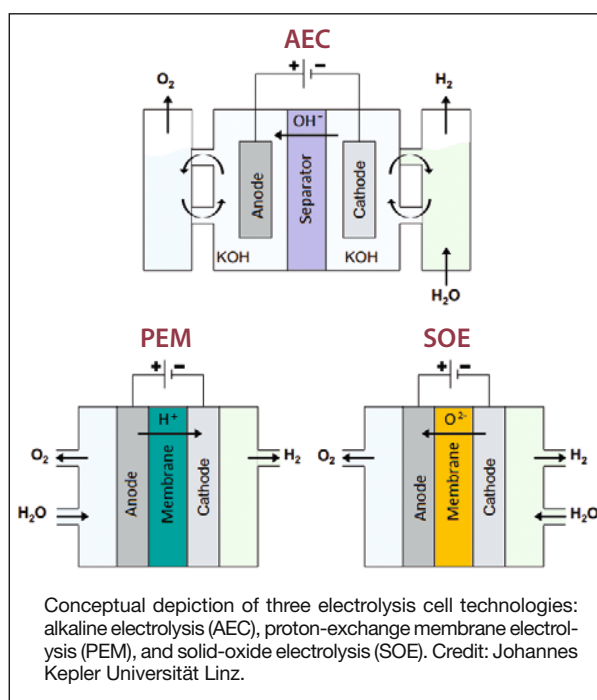 AEC
O₂
+ −
H₂
OH⁻
Anode
Separator
Cathode
KOH
KOH
H₂O
PEM
+ −
H⁺
O₂
H₂
H₂O
Anode
Membrane
Cathode
SOE
+ −
O²⁻
O₂
H₂
H₂O
Anode
Membrane
Cathode
Conceptual depiction of three electrolysis cell technologies:
alkaline electrolysis (AEC), proton-exchange membrane electrol-
ysis (PEM), and solid-oxide electrolysis (SOE). Credit: Johannes
Kepler Universität Linz.